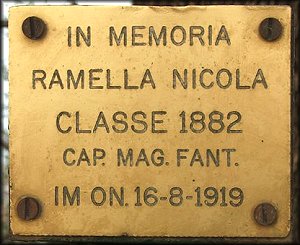 IN MEMORIA
RAMELLA NICOLA
CLASSE 1882
CAP. MAG. FANT.
IM ON. 16-8-1919